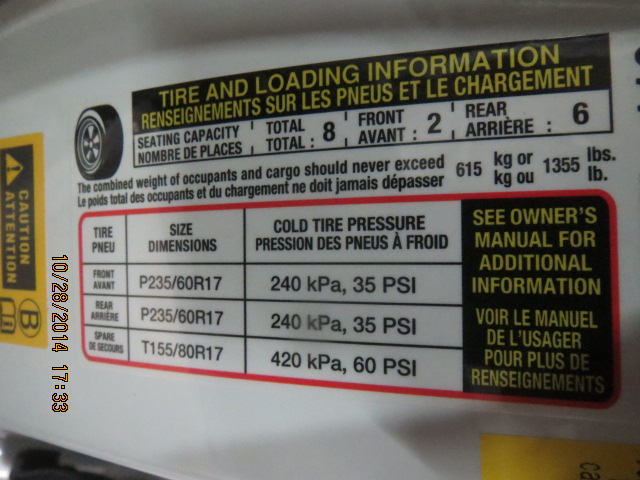 TIRE AND LOADING INFORMATION
RENSEIGNEMENTS SUR LES PNEUS ET LE CHARGEMENT
SEATING CAPACITY TOTAL FRONT REAR
NOMBRE DE PLACES TOTAL : 8 AVANT : 2 ARRIÈRE : 6
The combined weight of occupants and cargo should never exceed 615 kg or 1355 lbs.
Le poids total des occupants et du chargement ne doit jamais dépasser kg ou lb.
TIRE SIZE COLD TIRE PRESSURE
PNEU DIMENSIONS PRESSION DES PNEUS À FROID
FRONT
AVANT P235/60R17 240 kPa, 35 PSI
REAR
ARRIÈRE P235/60R17 240 kPa, 35 PSI
SPARE
DE SECOURS T155/80R17 420 kPa, 60 PSI
SEE OWNER'S
MANUAL FOR
ADDITIONAL
INFORMATION
VOIR LE MANUEL
DE L'USAGER
POUR PLUS DE
RENSEIGNEMENTS
CAUTION
ATTENTION
B
10/28/2014 17:33